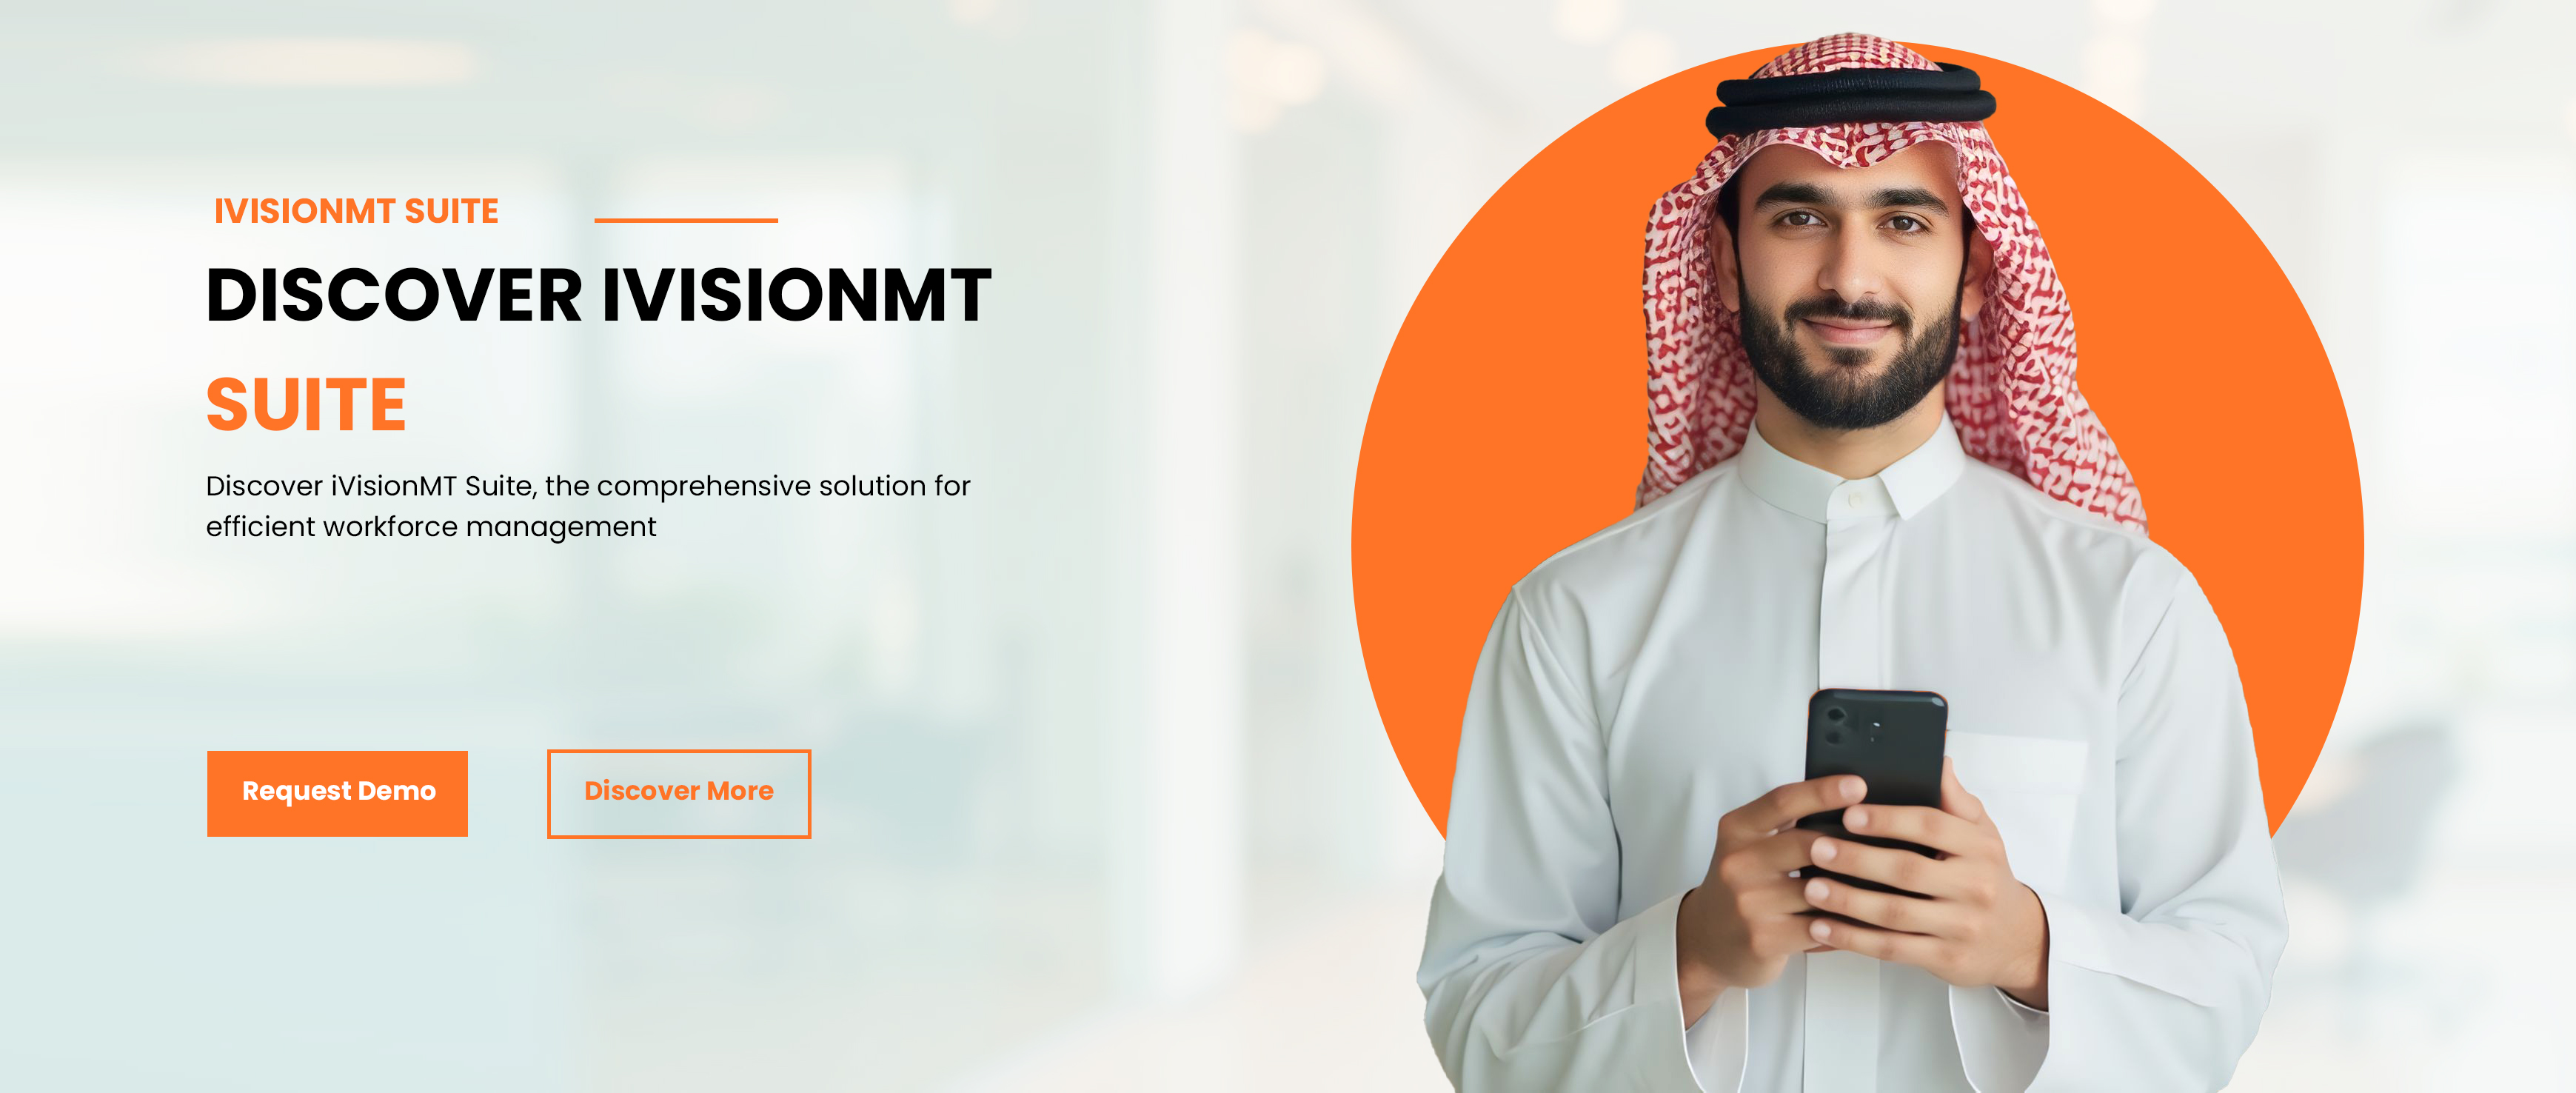 IVISIONMT SUITE
DISCOVER IVISIONMT
SUITE
Discover iVisionMT Suite, the comprehensive solution for
efficient workforce management
Request Demo
Discover More